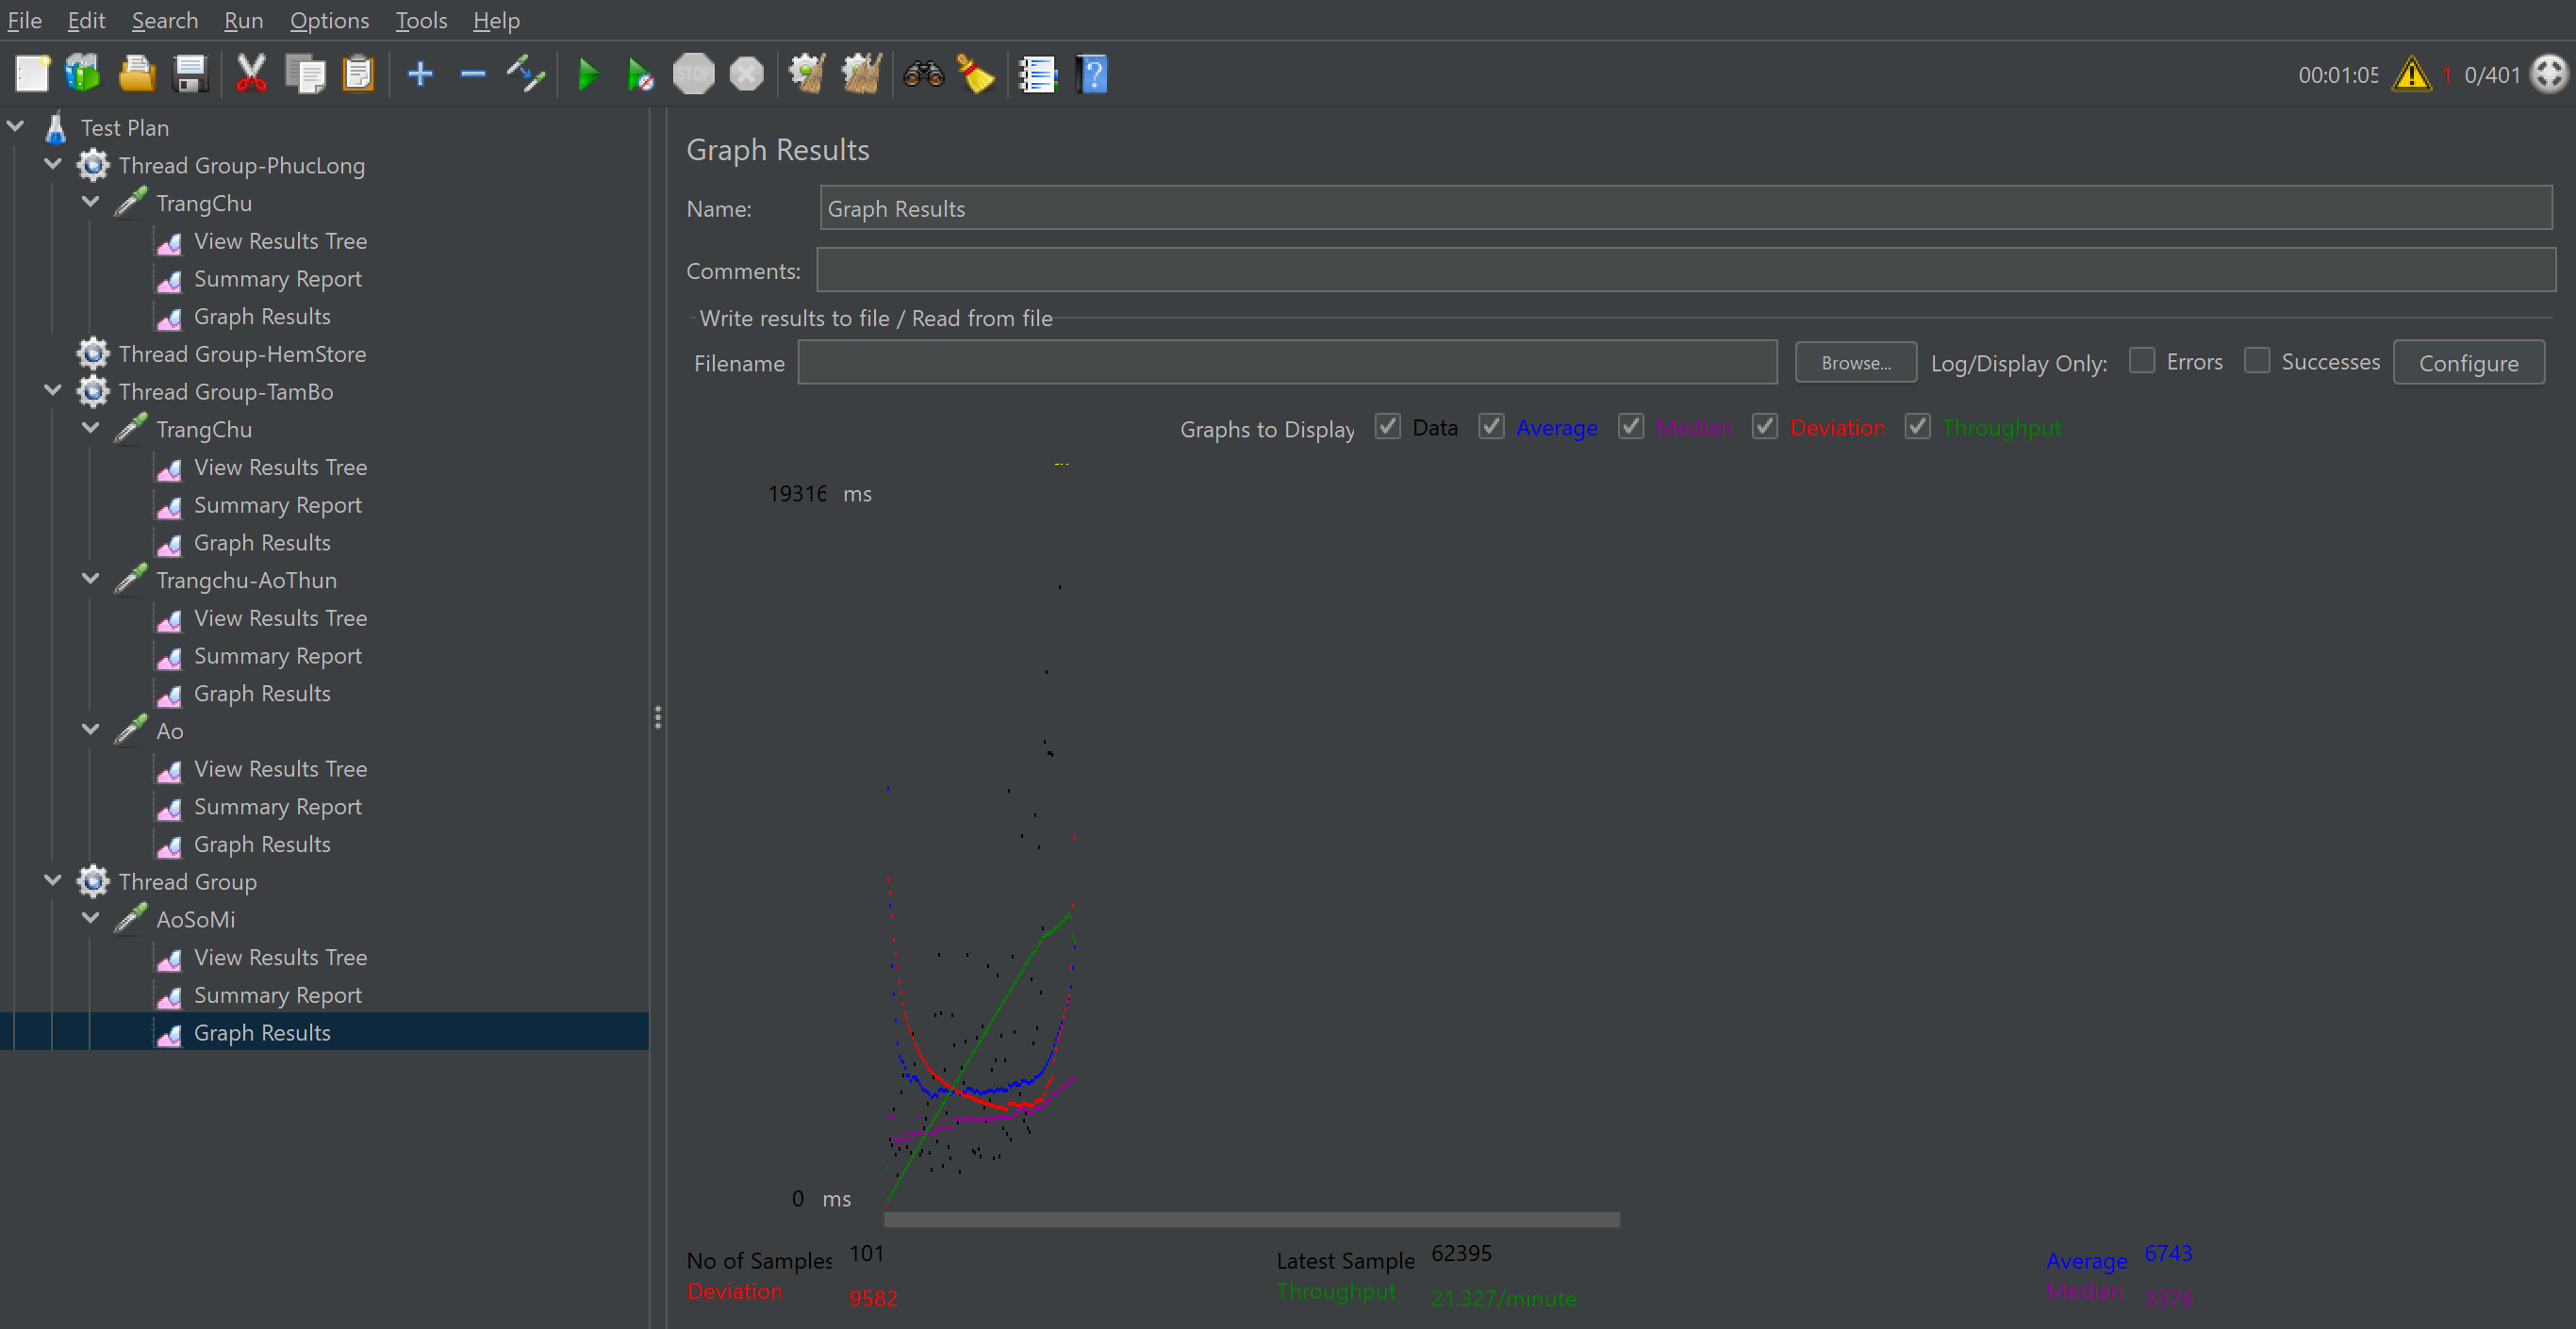 File Edit Search Run Options Tools Help
STOP
00:01:05 1 0/401
Test Plan
Thread Group-PhucLong
TrangChu
View Results Tree
Summary Report
Graph Results
Thread Group-HemStore
Thread Group-TamBo
TrangChu
View Results Tree
Summary Report
Graph Results
Trangchu-AoThun
View Results Tree
Summary Report
Graph Results
Ao
View Results Tree
Summary Report
Graph Results
Thread Group
AoSoMi
View Results Tree
Summary Report
Graph Results
Graph Results
Name: Graph Results
Comments:
Write results to file / Read from file
Filename Browse... Log/Display Only: Errors Successes Configure
Graphs to Display Data Average Median Deviation Throughput
19316 ms
0 ms
No of Samples 101 Latest Sample 62395 Average 6743
Deviation 9582 Throughput 21.327/minute Median 3376